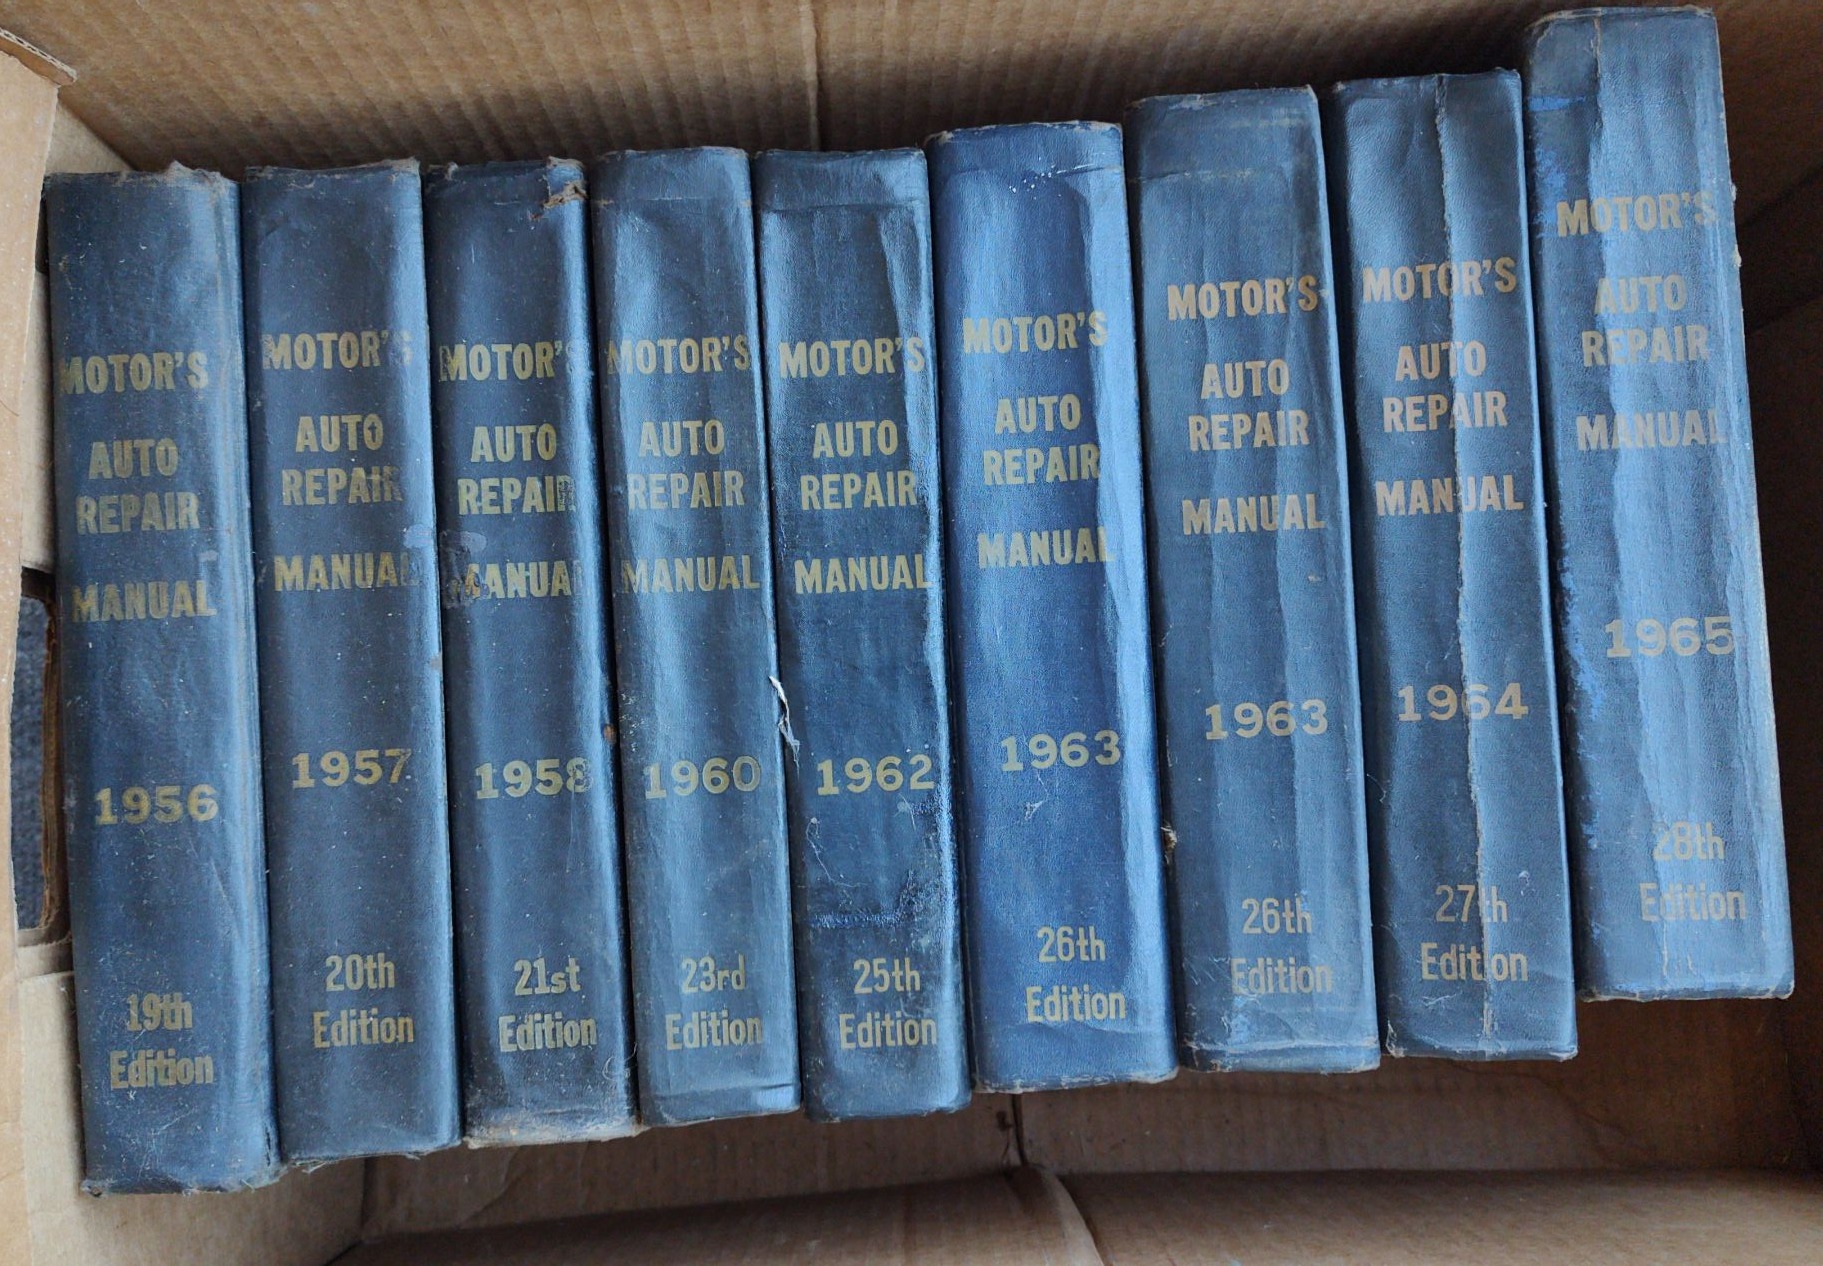 MOTOR'S
AUTO
REPAIR
MANUAL
1956
19th
Edition
MOTOR'S
AUTO
REPAIR
MANUAL
1957
20th
Edition
MOTOR'S
AUTO
REPAIR
MANUAL
1958
21st
Edition
MOTOR'S
AUTO
REPAIR
MANUAL
1960
23rd
Edition
MOTOR'S
AUTO
REPAIR
MANUAL
1962
25th
Edition
MOTOR'S
AUTO
REPAIR
MANUAL
1963
26th
Edition
MOTOR'S
AUTO
REPAIR
MANUAL
1963
26th
Edition
MOTOR'S
AUTO
REPAIR
MANUAL
1964
27th
Edition
MOTOR'S
AUTO
REPAIR
MANUAL
1965
28th
Edition